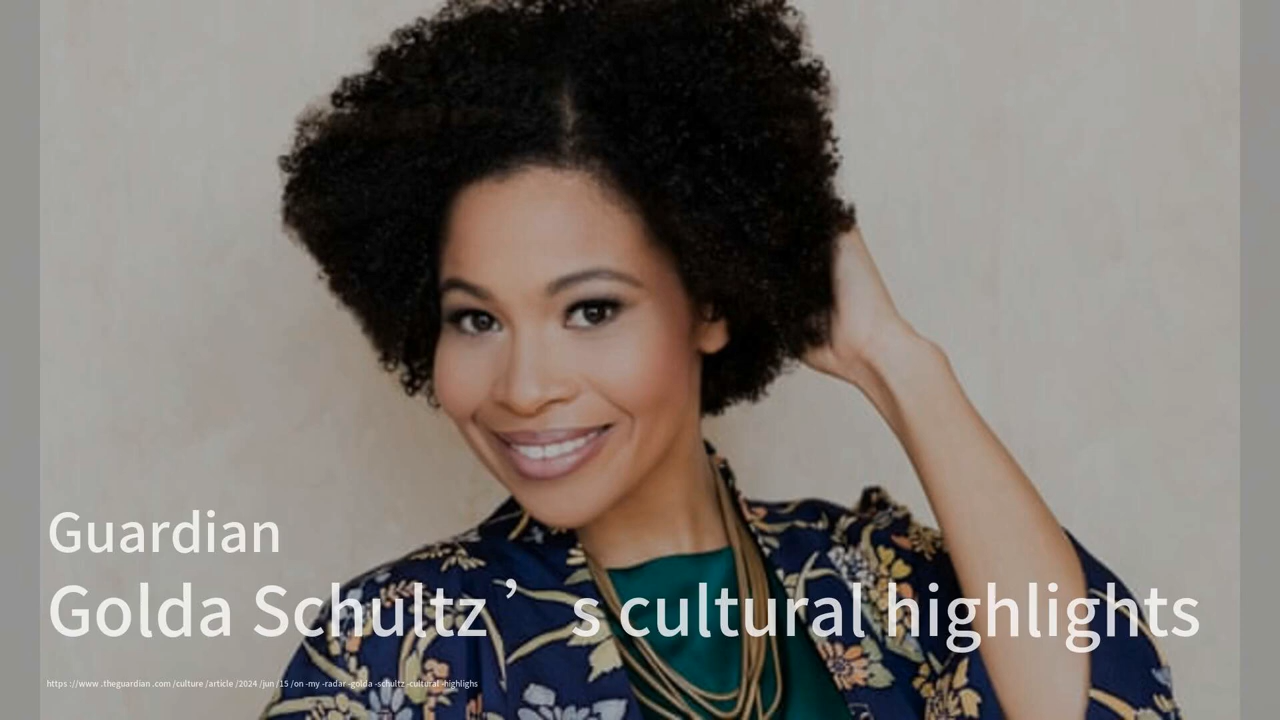 Guardian
Golda Schultz’s cultural highlights
https://www.theguardian.com/culture/article/2024/jun/15/on-my-radar-golda-schultz-cultural-highlighs